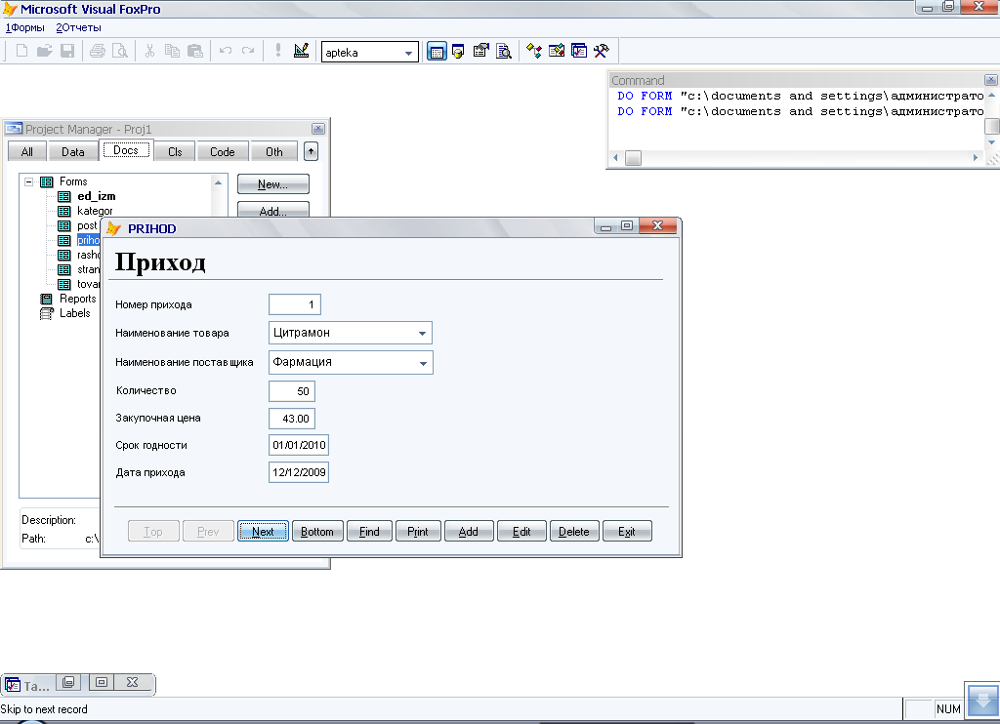 Microsoft Visual FoxPro
1Формы 2Отчеты
apteka
Command
DO FORM "c:\documents and settings\администрато
DO FORM "c:\documents and settings\администрато
Project Manager - Proj1
All Data Docs Cls Code Oth
Forms
New...
ed_izm
kategor
Add...
post
priho
rasho
stran
tovar
Reports
Labels
Description:
Path: c:\
PRIHOD
Приход
Номер прихода 1
Наименование товара Цитрамон
Наименование поставщика Фармация
Количество 50
Закупочная цена 43.00
Срок годности 01/01/2010
Дата прихода 12/12/2009
Top Prev Next Bottom Find Print Add Edit Delete Exit
Ta...
Skip to next record
NUM